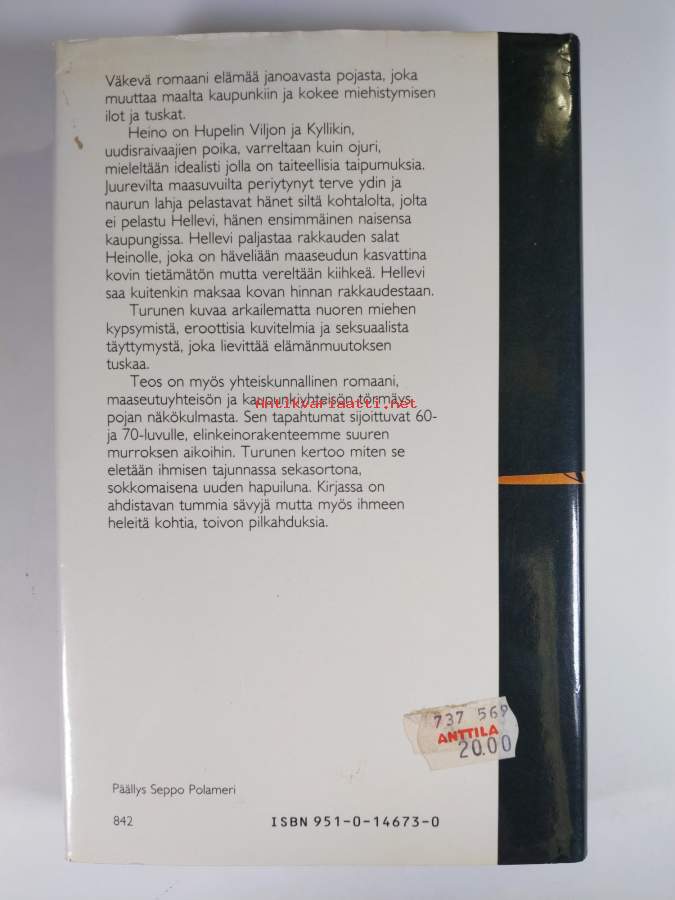 Väkevä romaani elämää janoavasta pojasta, joka
muuttaa maalta kaupunkiin ja kokee miehistymisen
ilot ja tuskat.
Heino on Hupelin Viljon ja Kyllikin,
uudisraivaajien poika, varreltaan kuin ojuri,
mieleltään idealisti jolla on taiteellisia taipumuksia.
Juurevilta maasuvuilta periytynyt terve ydin ja
naurun lahja pelastavat hänet siltä kohtalolta, jolta
ei pelastu Hellevi, hänen ensimmäinen naisensa
kaupungissa. Hellevi paljastaa rakkauden salat
Heinolle, joka on häveliään maaseudun kasvattina
kovin tietämätön mutta vereltään kiihkeä. Hellevi
saa kuitenkin maksaa kovan hinnan rakkaudestaan.
Turunen kuvaa arkailematta nuoren miehen
kypsymistä, eroottisia kuvitelmia ja seksuaalista
täyttymystä, joka lievittää elämänmuutoksen
tuskaa.
Teos on myös yhteiskunnallinen romaani,
maaseutuyhteisön ja kaupunkiyhteisön törmäys
Antikvariaatti.net
pojan näkökulmasta. Sen tapahtumat sijoittuvat 60-
ja 70-luvulle, elinkeinorakenteemme suuren
murroksen aikoihin. Turunen kertoo miten se
eletään ihmisen tajunnassa sekasortona,
sokkomaisena uuden hapuiluna. Kirjassa on
ahdistavan tummia sävyjä mutta myös ihmeen
heleitä kohtia, toivon pilkahduksia.
737 569
ANTTILA
20.00
Päällys Seppo Polameri
842 ISBN 951-0-14673-0